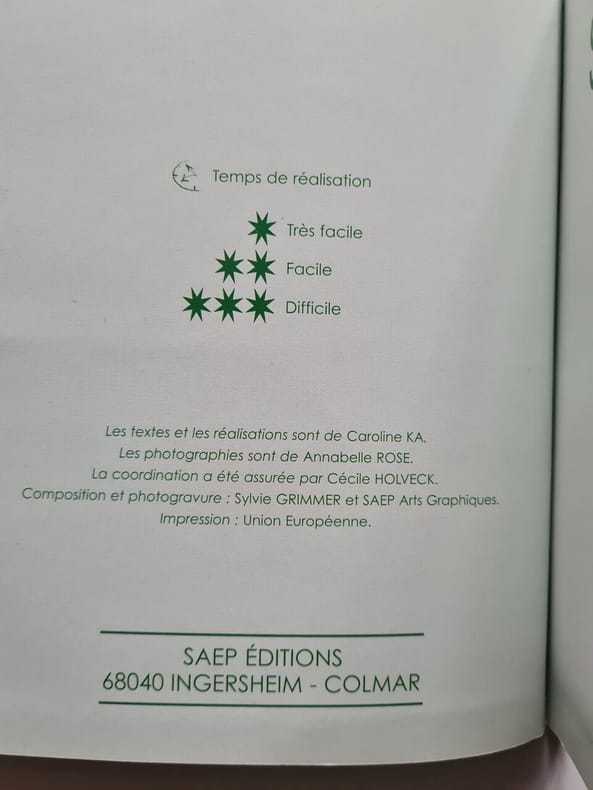 Temps de réalisation
Très facile
Facile
Difficile
Les textes et les réalisations sont de Caroline KA.
Les photographies sont de Annabelle ROSE.
La coordination a été assurée par Cécile HOLVECK.
Composition et photogravure : Sylvie GRIMMER et SAEP Arts Graphiques.
Impression : Union Européenne.
SAEP ÉDITIONS
68040 INGERSHEIM - COLMAR